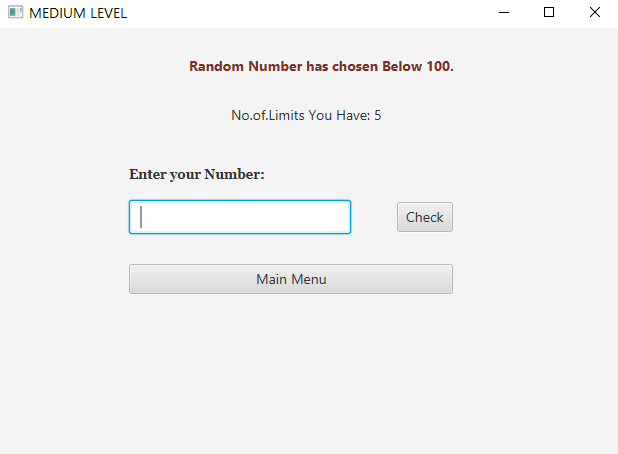 MEDIUM LEVEL
Random Number has chosen Below 100.
No.of.Limits You Have: 5
Enter your Number:
Check
Main Menu